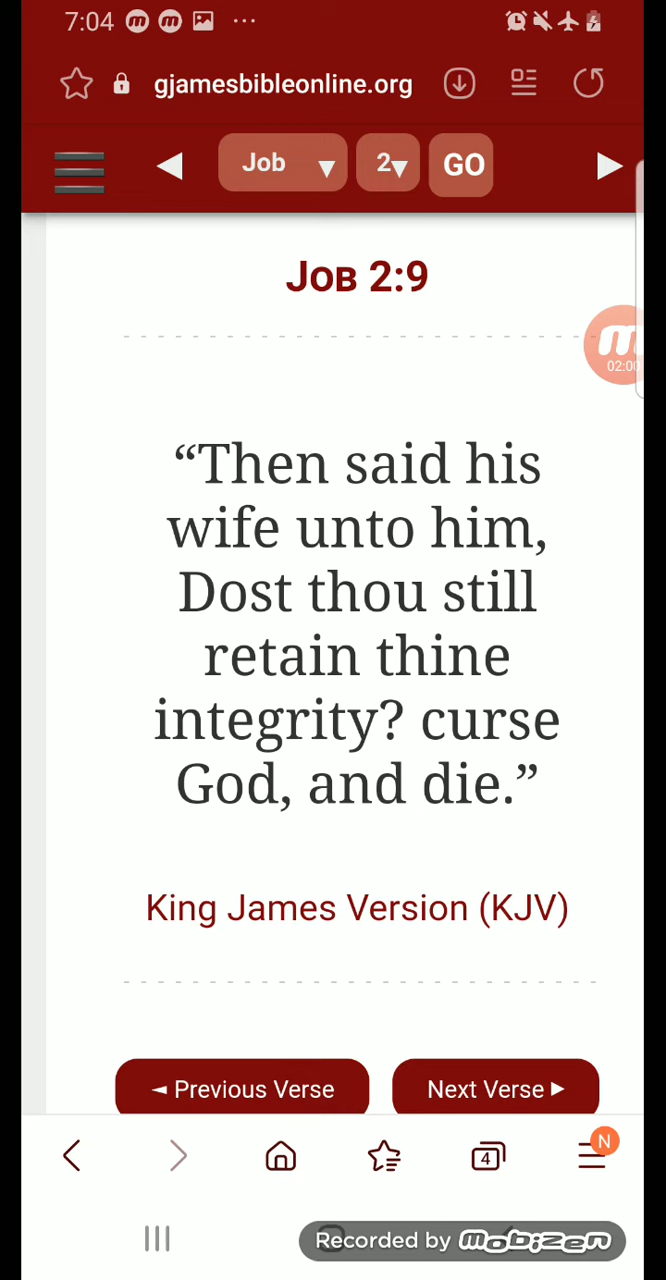 7:04
gjamesbibleonline.org
Job 2 GO
JOB 2:9
02:00
“Then said his
wife unto him,
Dost thou still
retain thine
integrity? curse
God, and die.”
King James Version (KJV)
Previous Verse Next Verse
4 N
Recorded by mobizen